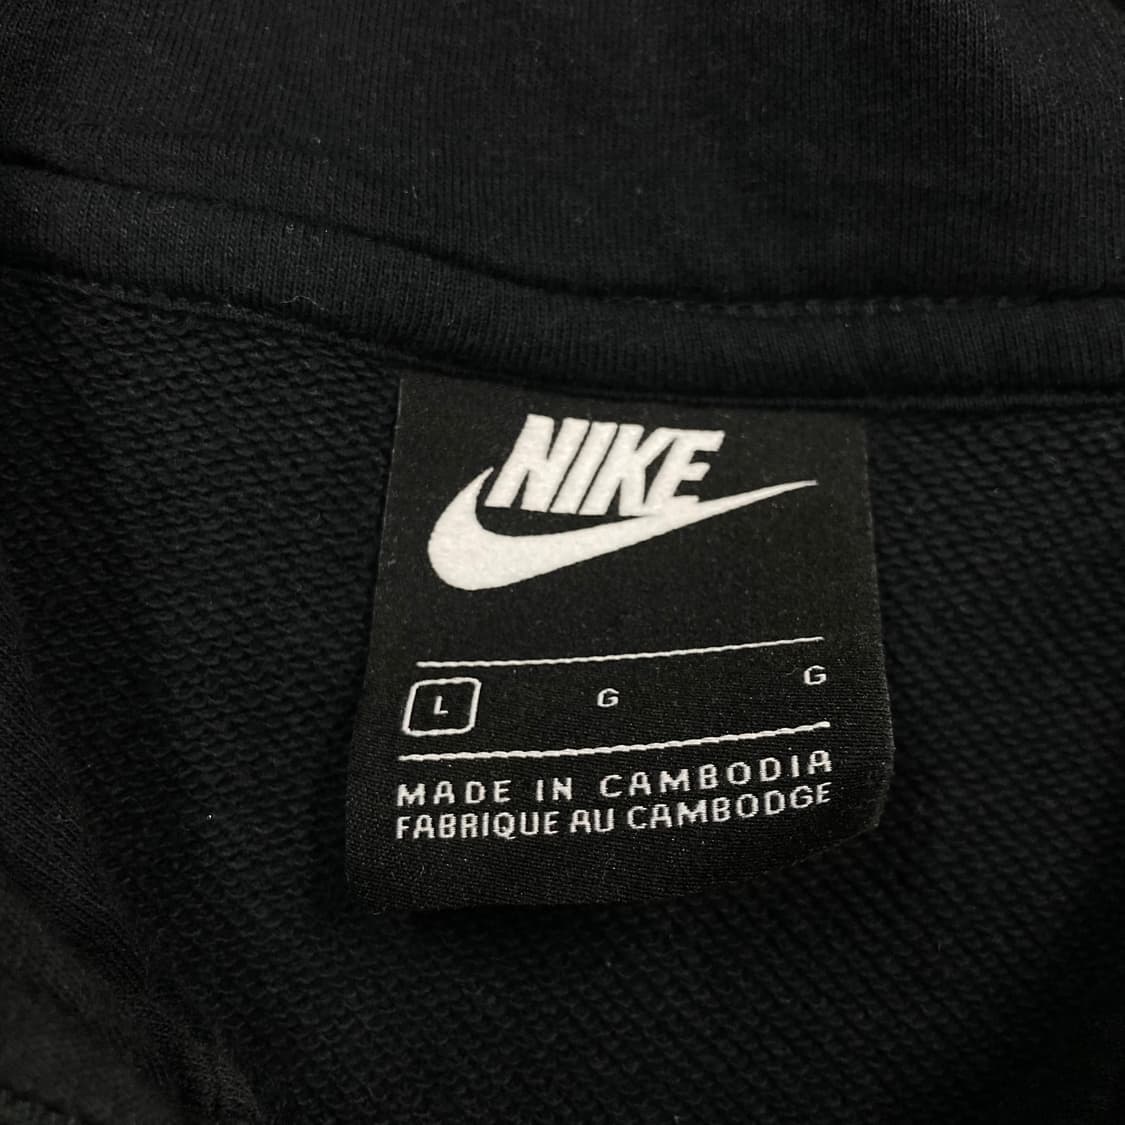 NIKE
L G G
MADE IN CAMBODIA
FABRIQUE AU CAMBODGE